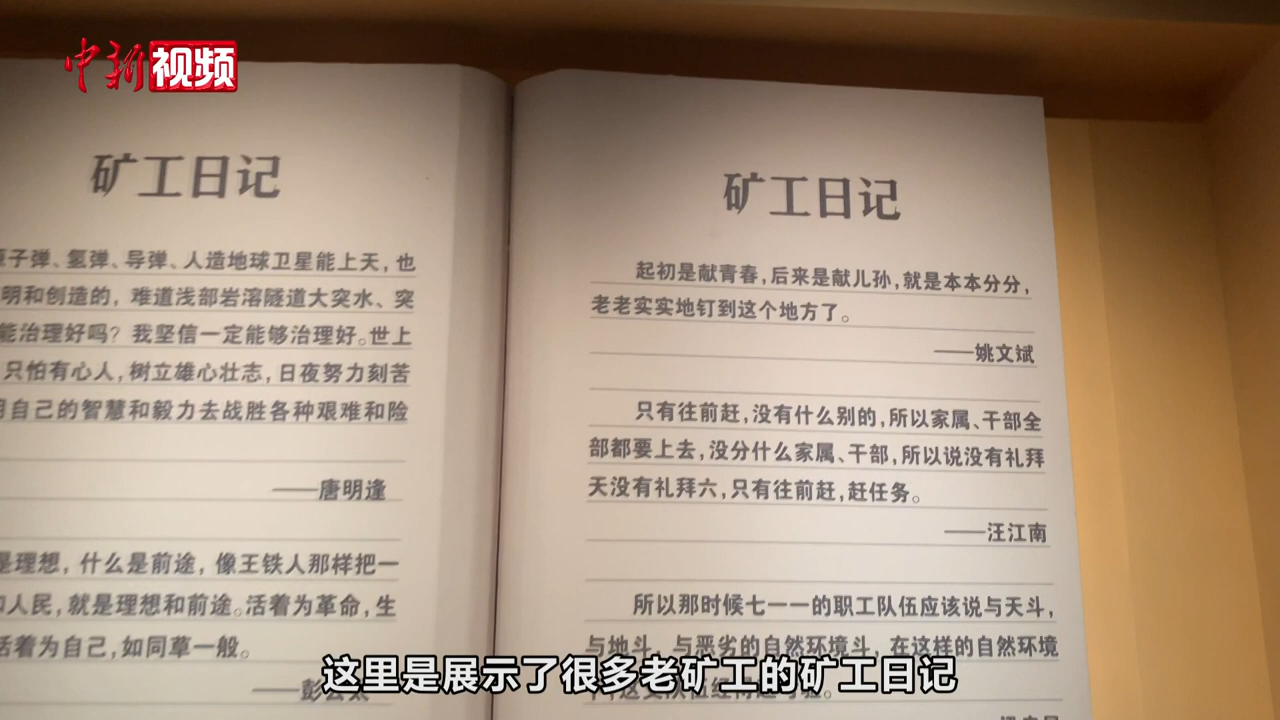 中新视频
矿工日记
子弹、氢弹、导弹、人造地球卫星能上天，也
明和创造的，难道浅部岩溶隧道大突水、突
能治理好吗？我坚信一定能够治理好。世上
只怕有心人，树立雄心壮志，日夜努力刻苦
自己的智慧和毅力去战胜各种艰难和险
——唐明逢
是理想，什么是前途，像王铁人那样把一
人民，就是理想和前途。活着为革命，生
活着为自己，如同草一般。
矿工日记
起初是献青春，后来是献儿孙，就是本本分分，
老老实实地钉到这个地方了。
——姚文斌
只有往前赶，没有什么别的，所以家属、干部全
部都要上去，没分什么家属、干部，所以说没有礼拜
天没有礼拜六，只有往前赶，赶任务。
——汪江南
所以那时候七一一的职工队伍应该说与天斗，
与地斗，与恶劣的自然环境斗，在这样的自然环境
这里是展示了很多老矿工的矿工日记